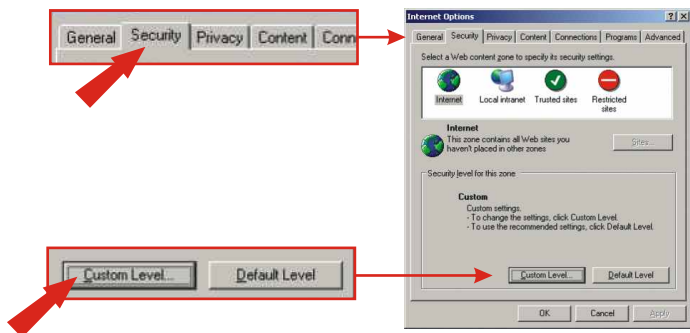 General Security Privacy Content Conn
Custom Level... Default Level
Internet Options
General Security Privacy Content Connections Programs Advanced
Select a Web content zone to specify its security settings.
Internet Local intranet Trusted sites Restricted
sites
Internet
This zone contains all Web sites you
haven't placed in other zones
Sites...
Security level for this zone
Custom
Custom settings.
- To change the settings, click Custom Level.
- To use the recommended settings, click Default Level.
Custom Level... Default Level
OK Cancel Apply